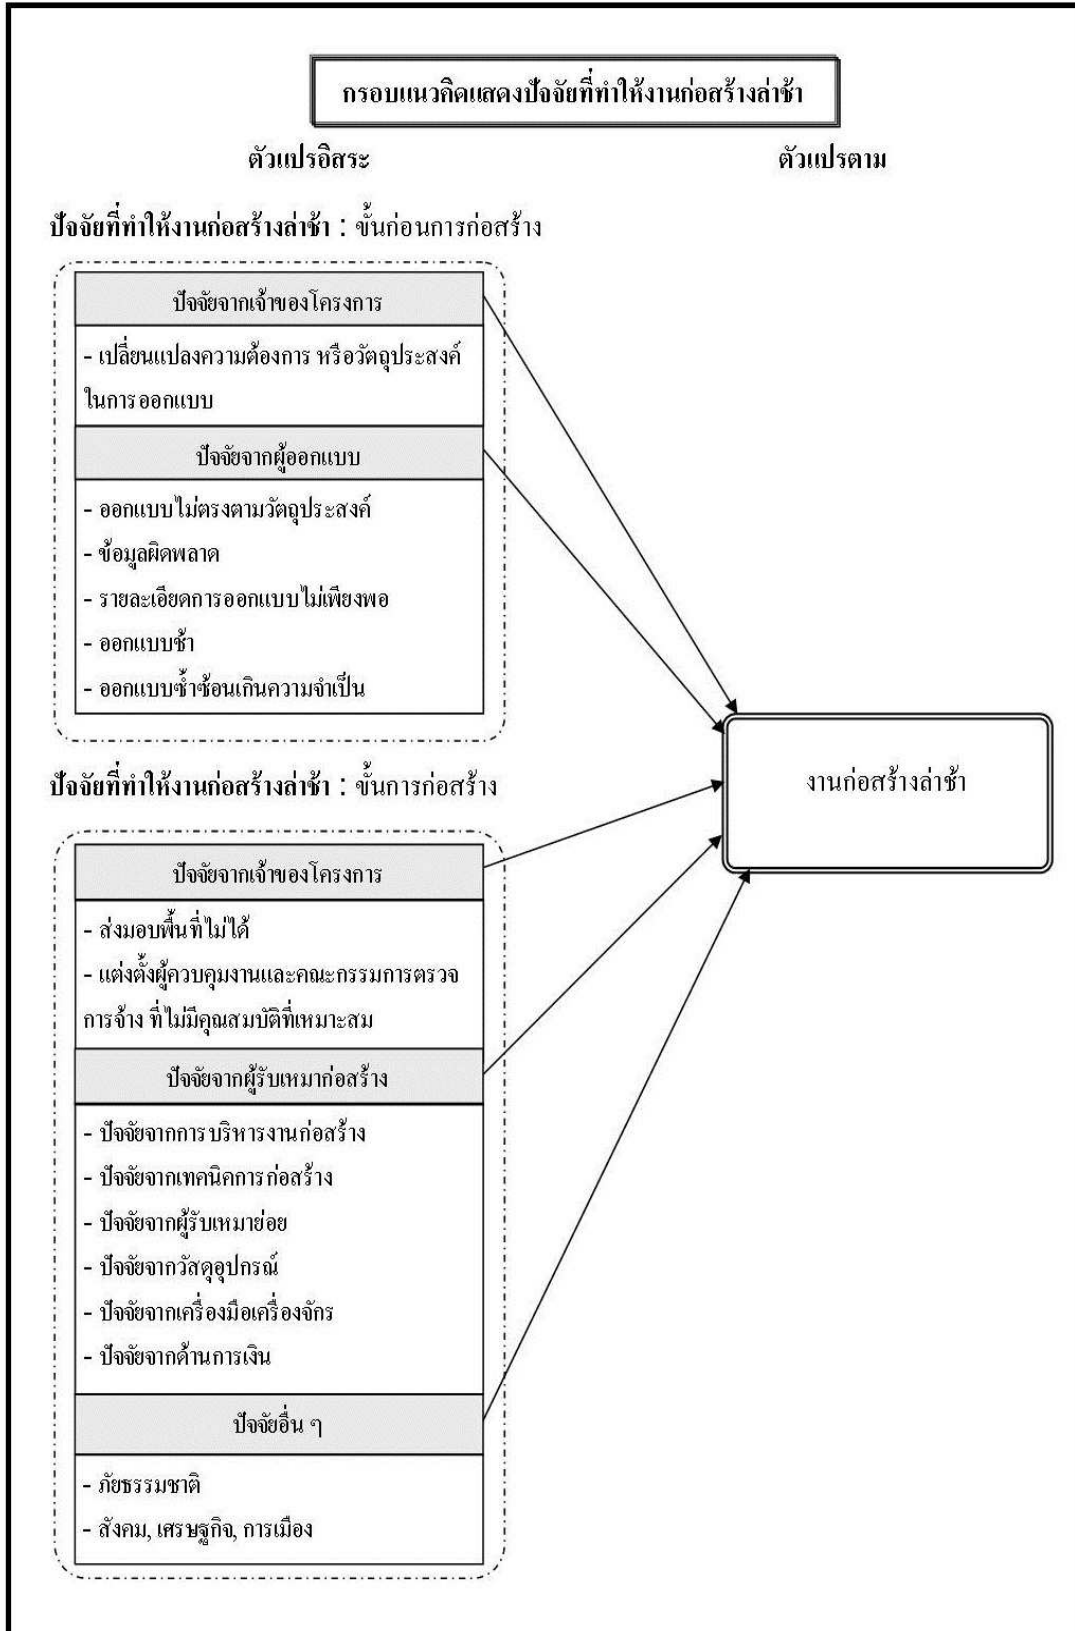 กรอบแนวคิดแสดงปัจจัยที่ทำให้งานก่อสร้างล่าช้า
ตัวแปรอิสระ
ตัวแปรตาม
ปัจจัยที่ทำให้งานก่อสร้างล่าช้า : ขั้นก่อนการก่อสร้าง
ปัจจัยจากเจ้าของโครงการ
- เปลี่ยนแปลงความต้องการ หรือวัตถุประสงค์
ในการออกแบบ
ปัจจัยจากผู้ออกแบบ
- ออกแบบไม่ตรงตามวัตถุประสงค์
- ข้อมูลผิดพลาด
- รายละเอียดการออกแบบไม่เพียงพอ
- ออกแบบช้า
- ออกแบบซ้ำซ้อนเกินความจำเป็น
งานก่อสร้างล่าช้า
ปัจจัยที่ทำให้งานก่อสร้างล่าช้า : ขั้นการก่อสร้าง
ปัจจัยจากเจ้าของโครงการ
- ส่งมอบพื้นที่ไม่ได้
- แต่งตั้งผู้ควบคุมงานและคณะกรรมการตรวจ
การจ้าง ที่ไม่มีคุณสมบัติที่เหมาะสม
ปัจจัยจากผู้รับเหมาก่อสร้าง
- ปัจจัยจากการบริหารงานก่อสร้าง
- ปัจจัยจากเทคนิคการก่อสร้าง
- ปัจจัยจากผู้รับเหมาย่อย
- ปัจจัยจากวัสดุอุปกรณ์
- ปัจจัยจากเครื่องมือเครื่องจักร
- ปัจจัยจากด้านการเงิน
ปัจจัยอื่น ๆ
- ภัยธรรมชาติ
- สังคม, เศรษฐกิจ, การเมือง